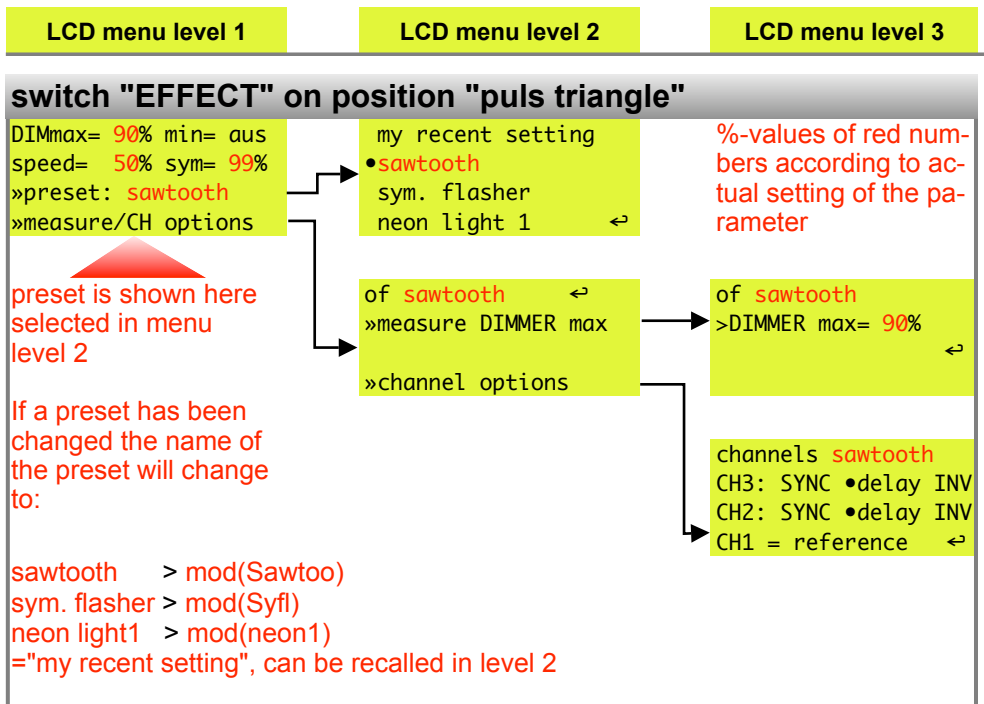 LCD menu level 1
LCD menu level 2
LCD menu level 3
switch "EFFECT" on position "puls triangle"
DIMmax= 90% min= aus
speed= 50% sym= 99%
»preset: sawtooth
»measure/CH options
my recent setting
•sawtooth
sym. flasher
neon light 1 ↩
%-values of red num-
bers according to ac-
tual setting of the pa-
rameter
preset is shown here
selected in menu
level 2
If a preset has been
changed the name of
the preset will change
to:
of sawtooth ↩
»measure DIMMER max
»channel options
of sawtooth
>DIMMER max= 90%
↩
channels sawtooth
CH3: SYNC •delay INV
CH2: SYNC •delay INV
CH1 = reference ↩
sawtooth > mod(Sawtoo)
sym. flasher > mod(Syfl)
neon light1 > mod(neon1)
="my recent setting", can be recalled in level 2